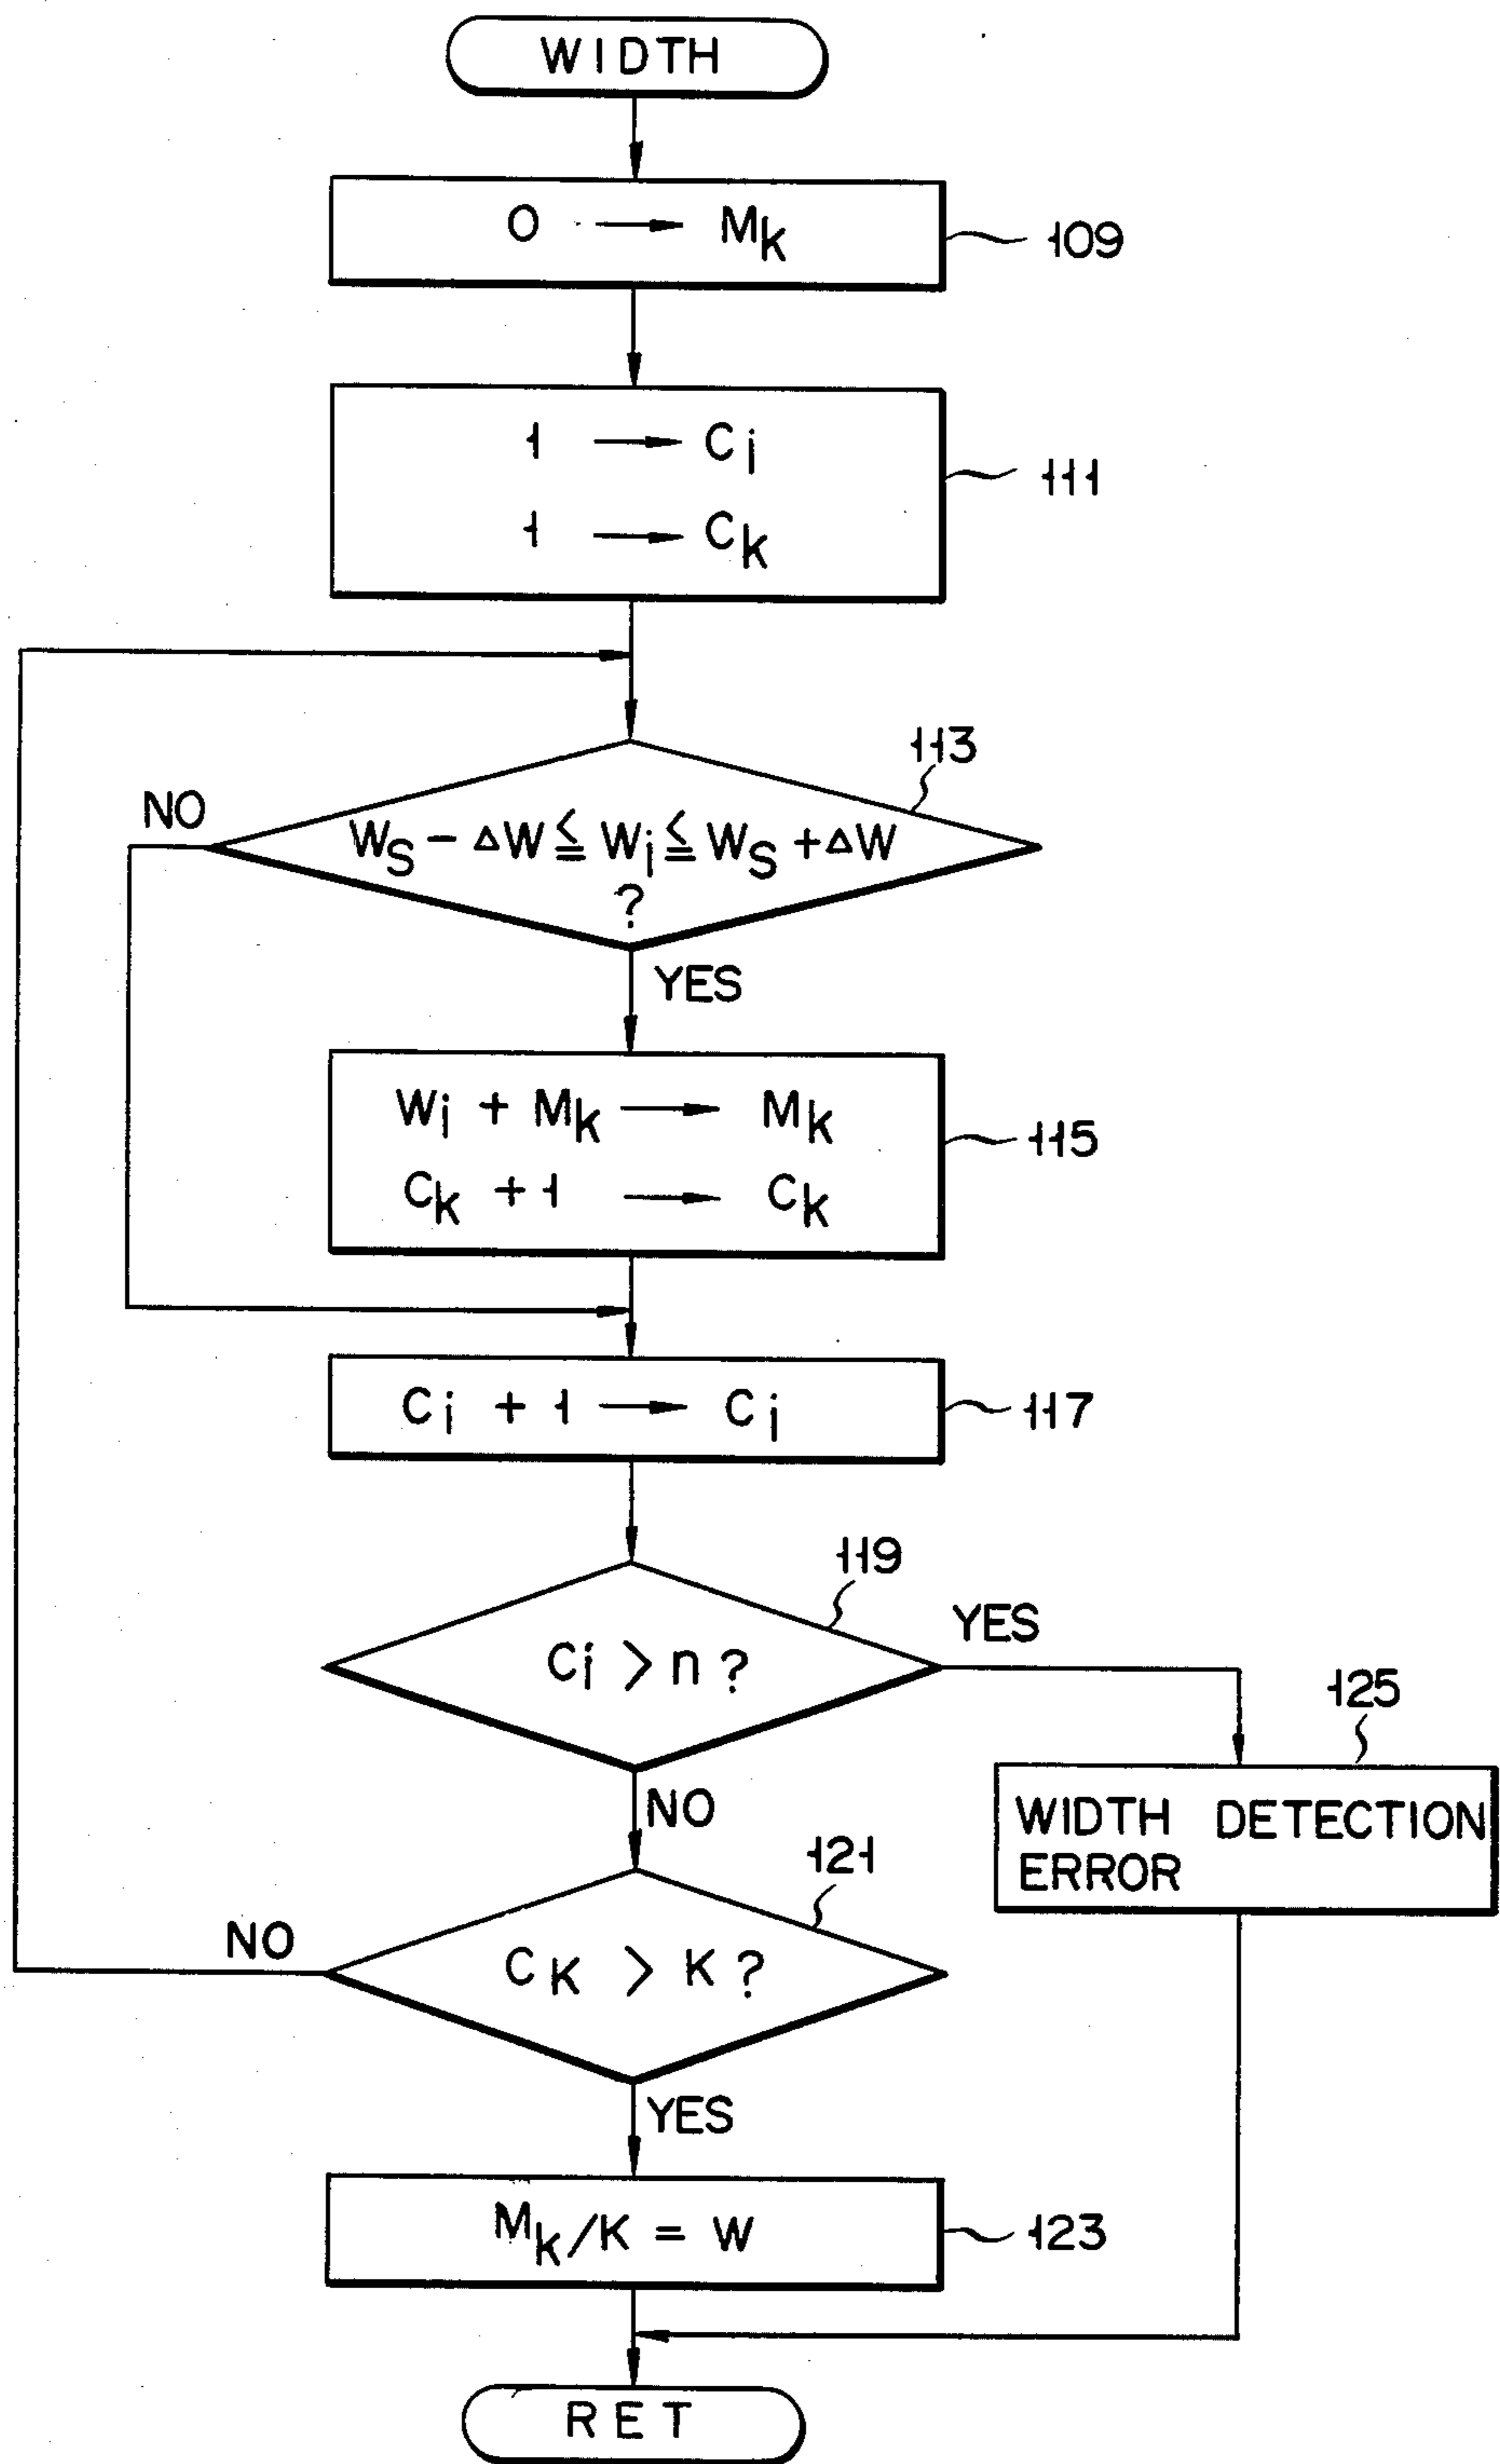 WIDTH
0 → Mk
109
1 → Ci
111
1 → Ck
113
NO
WS - ΔW ≦ Wi ≦ WS + ΔW
?
YES
Wi + Mk → Mk
115
Ck + 1 → Ck
Ci + 1 → Ci
117
119
YES
Ci > n ?
125
NO
WIDTH DETECTION
ERROR
121
NO
CK > K ?
YES
Mk/K = W
123
RET